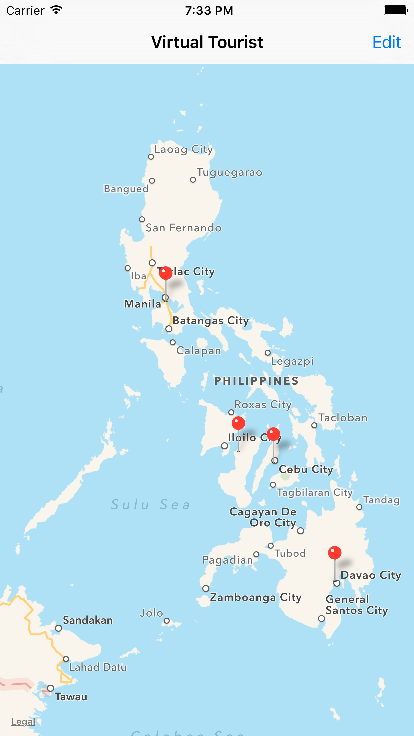 Carrier 7:33 PM
Virtual Tourist Edit
Laoag City
Tuguegarao
Bangued
San Fernando
Iba
Tarlac City
Manila
Batangas City
Calapan
Legazpi
PHILIPPINES
Roxas City
Tacloban
Iloilo City
Cebu City
Tagbilaran City
Tandag
Sulu Sea
Cagayan De
Oro City
Tubod
Pagadian
Davao City
Zamboanga City
General
Santos City
Jolo
Sandakan
Lahad Datu
Tawau
Legal
Celebes Sea